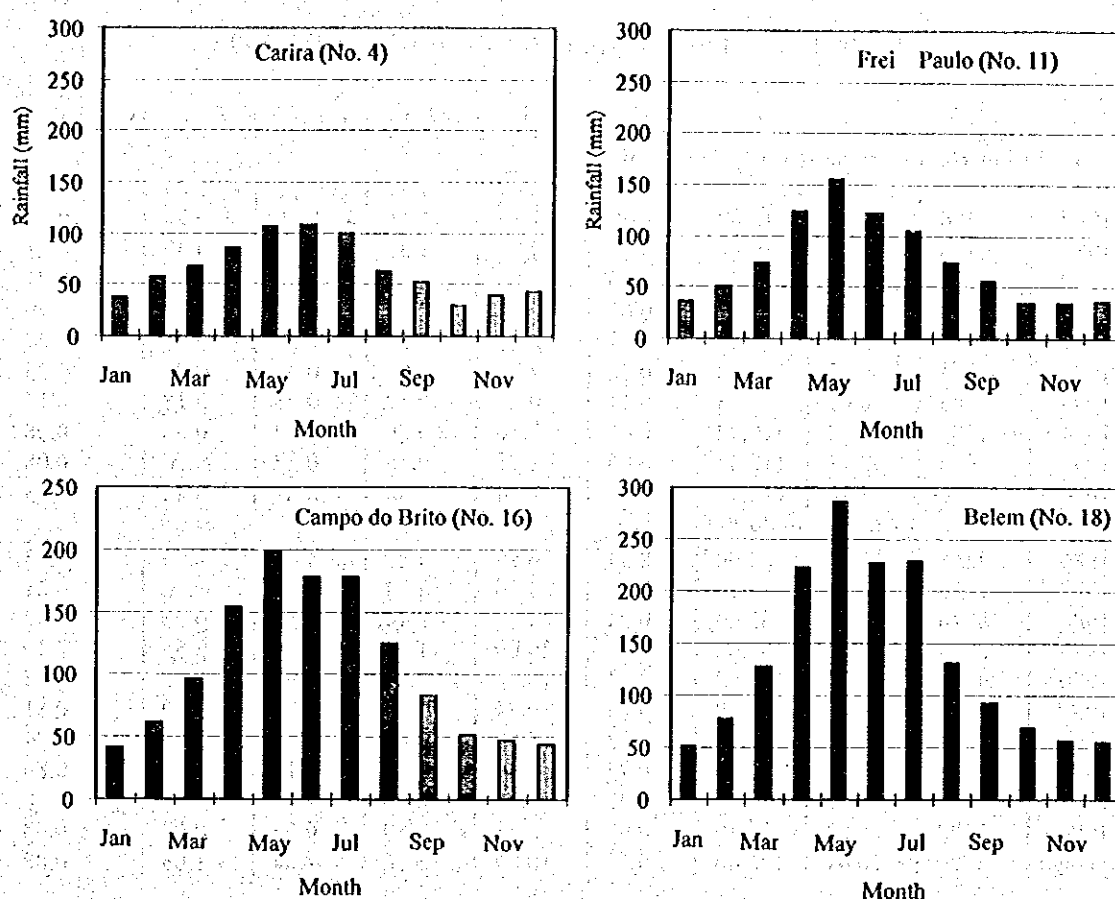 Carira (No. 4)
Rainfall (mm)
300
250
200
150
100
50
0
Jan Mar May Jul Sep Nov
Month
Frei Paulo (No. 11)
Rainfall (mm)
300
250
200
150
100
50
0
Jan Mar May Jul Sep Nov
Month
Campo do Brito (No. 16)
250
200
150
100
50
0
Jan Mar May Jul Sep Nov
Month
Belem (No. 18)
300
250
200
150
100
50
0
Jan Mar May Jul Sep Nov
Month